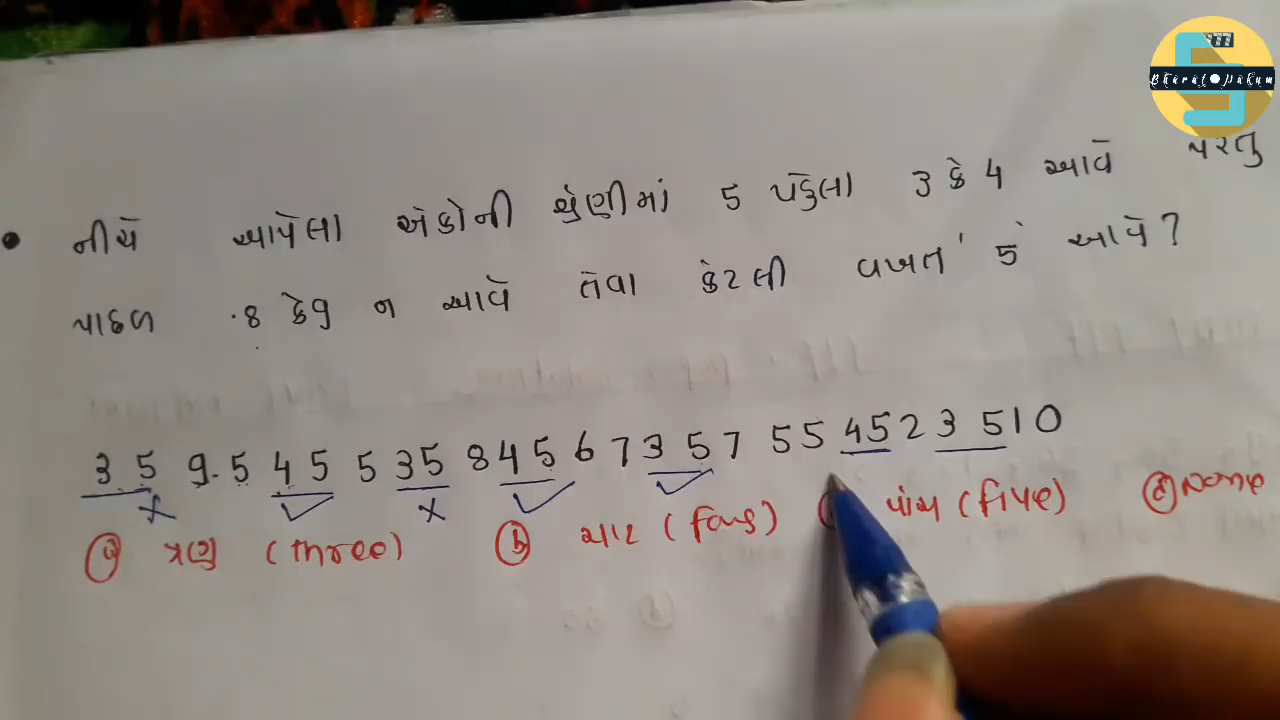 Bharat Pakum
• નીચે આપેલા અંકોની શ્રેણીમાં 5 પહેલા 3 કે 4 આવે પરંતુ
પાછળ 8 કે 9 ન આવે તેવા કેટલી વખત 5 આવે?
3 5 9 5 4 5 5 3 5 8 4 5 6 7 3 5 7 5 5 4 5 2 3 5 1 0
ⓐ ત્રણ (three) ⓑ ચાર (four) પાંચ (five) ⓓ None